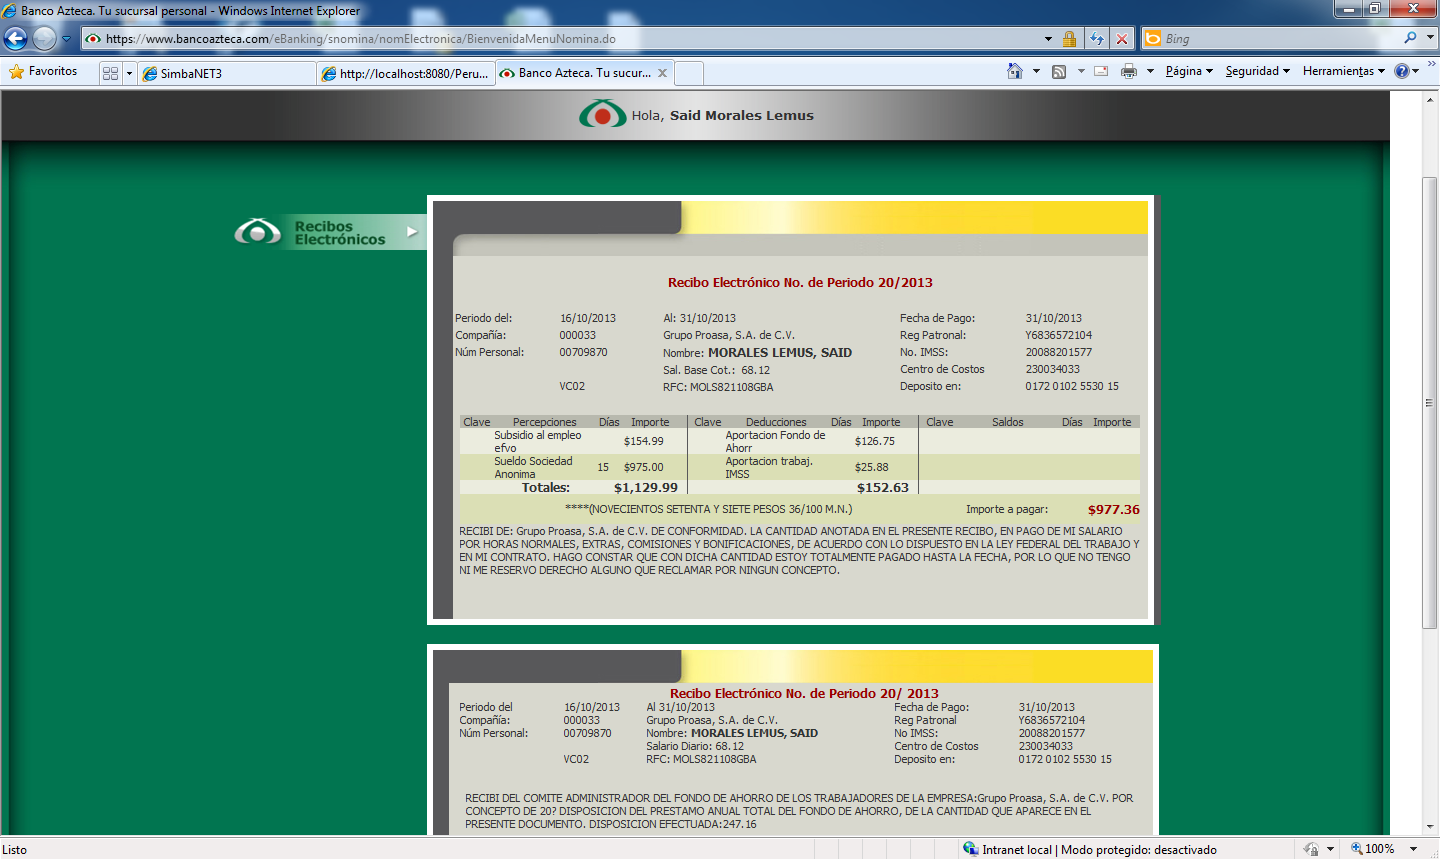 Banco Azteca. Tu sucursal personal - Windows Internet Explorer
https://www.bancoazteca.com/eBanking/snomina/nomElectronica/BienvenidaMenuNomina.do
Bing
Favoritos
SimbaNET3
http://localhost:8080/Peru...
Banco Azteca. Tu sucur...
Página
Seguridad
Herramientas
Hola, Said Morales Lemus
Recibos
Electrónicos
Recibo Electrónico No. de Periodo 20/2013
Periodo del: 16/10/2013 Al: 31/10/2013 Fecha de Pago: 31/10/2013
Compañía: 000033 Grupo Proasa, S.A. de C.V. Reg Patronal: Y6836572104
Núm Personal: 00709870 Nombre: MORALES LEMUS, SAID No. IMSS: 20088201577
Sal. Base Cot.: 68.12 Centro de Costos 230034033
VC02 RFC: MOLS821108GBA Deposito en: 0172 0102 5530 15
Clave Percepciones Días Importe Clave Deducciones Días Importe Clave Saldos Días Importe
Subsidio al empleo efvo $154.99 Aportacion Fondo de Ahorr $126.75
Sueldo Sociedad Anonima 15 $975.00 Aportacion trabaj. IMSS $25.88
Totales: $1,129.99 $152.63
****(NOVECIENTOS SETENTA Y SIETE PESOS 36/100 M.N.) Importe a pagar: $977.36
RECIBI DE: Grupo Proasa, S.A. de C.V. DE CONFORMIDAD. LA CANTIDAD ANOTADA EN EL PRESENTE RECIBO, EN PAGO DE MI SALARIO
POR HORAS NORMALES, EXTRAS, COMISIONES Y BONIFICACIONES, DE ACUERDO CON LO DISPUESTO EN LA LEY FEDERAL DEL TRABAJO Y
EN MI CONTRATO. HAGO CONSTAR QUE CON DICHA CANTIDAD ESTOY TOTALMENTE PAGADO HASTA LA FECHA, POR LO QUE NO TENGO
NI ME RESERVO DERECHO ALGUNO QUE RECLAMAR POR NINGUN CONCEPTO.
Recibo Electrónico No. de Periodo 20/ 2013
Periodo del 16/10/2013 Al 31/10/2013 Fecha de Pago: 31/10/2013
Compañía: 000033 Grupo Proasa, S.A. de C.V. Reg Patronal Y6836572104
Núm Personal: 00709870 Nombre: MORALES LEMUS, SAID No IMSS: 20088201577
Salario Diario: 68.12 Centro de Costos 230034033
VC02 RFC: MOLS821108GBA Deposito en: 0172 0102 5530 15
RECIBI DEL COMITE ADMINISTRADOR DEL FONDO DE AHORRO DE LOS TRABAJADORES DE LA EMPRESA:Grupo Proasa, S.A. de C.V. POR
CONCEPTO DE 20? DISPOSICION DEL PRESTAMO ANUAL TOTAL DEL FONDO DE AHORRO, DE LA CANTIDAD QUE APARECE EN EL
PRESENTE DOCUMENTO. DISPOSICION EFECTUADA:247.16
Listo
Intranet local | Modo protegido: desactivado
100%